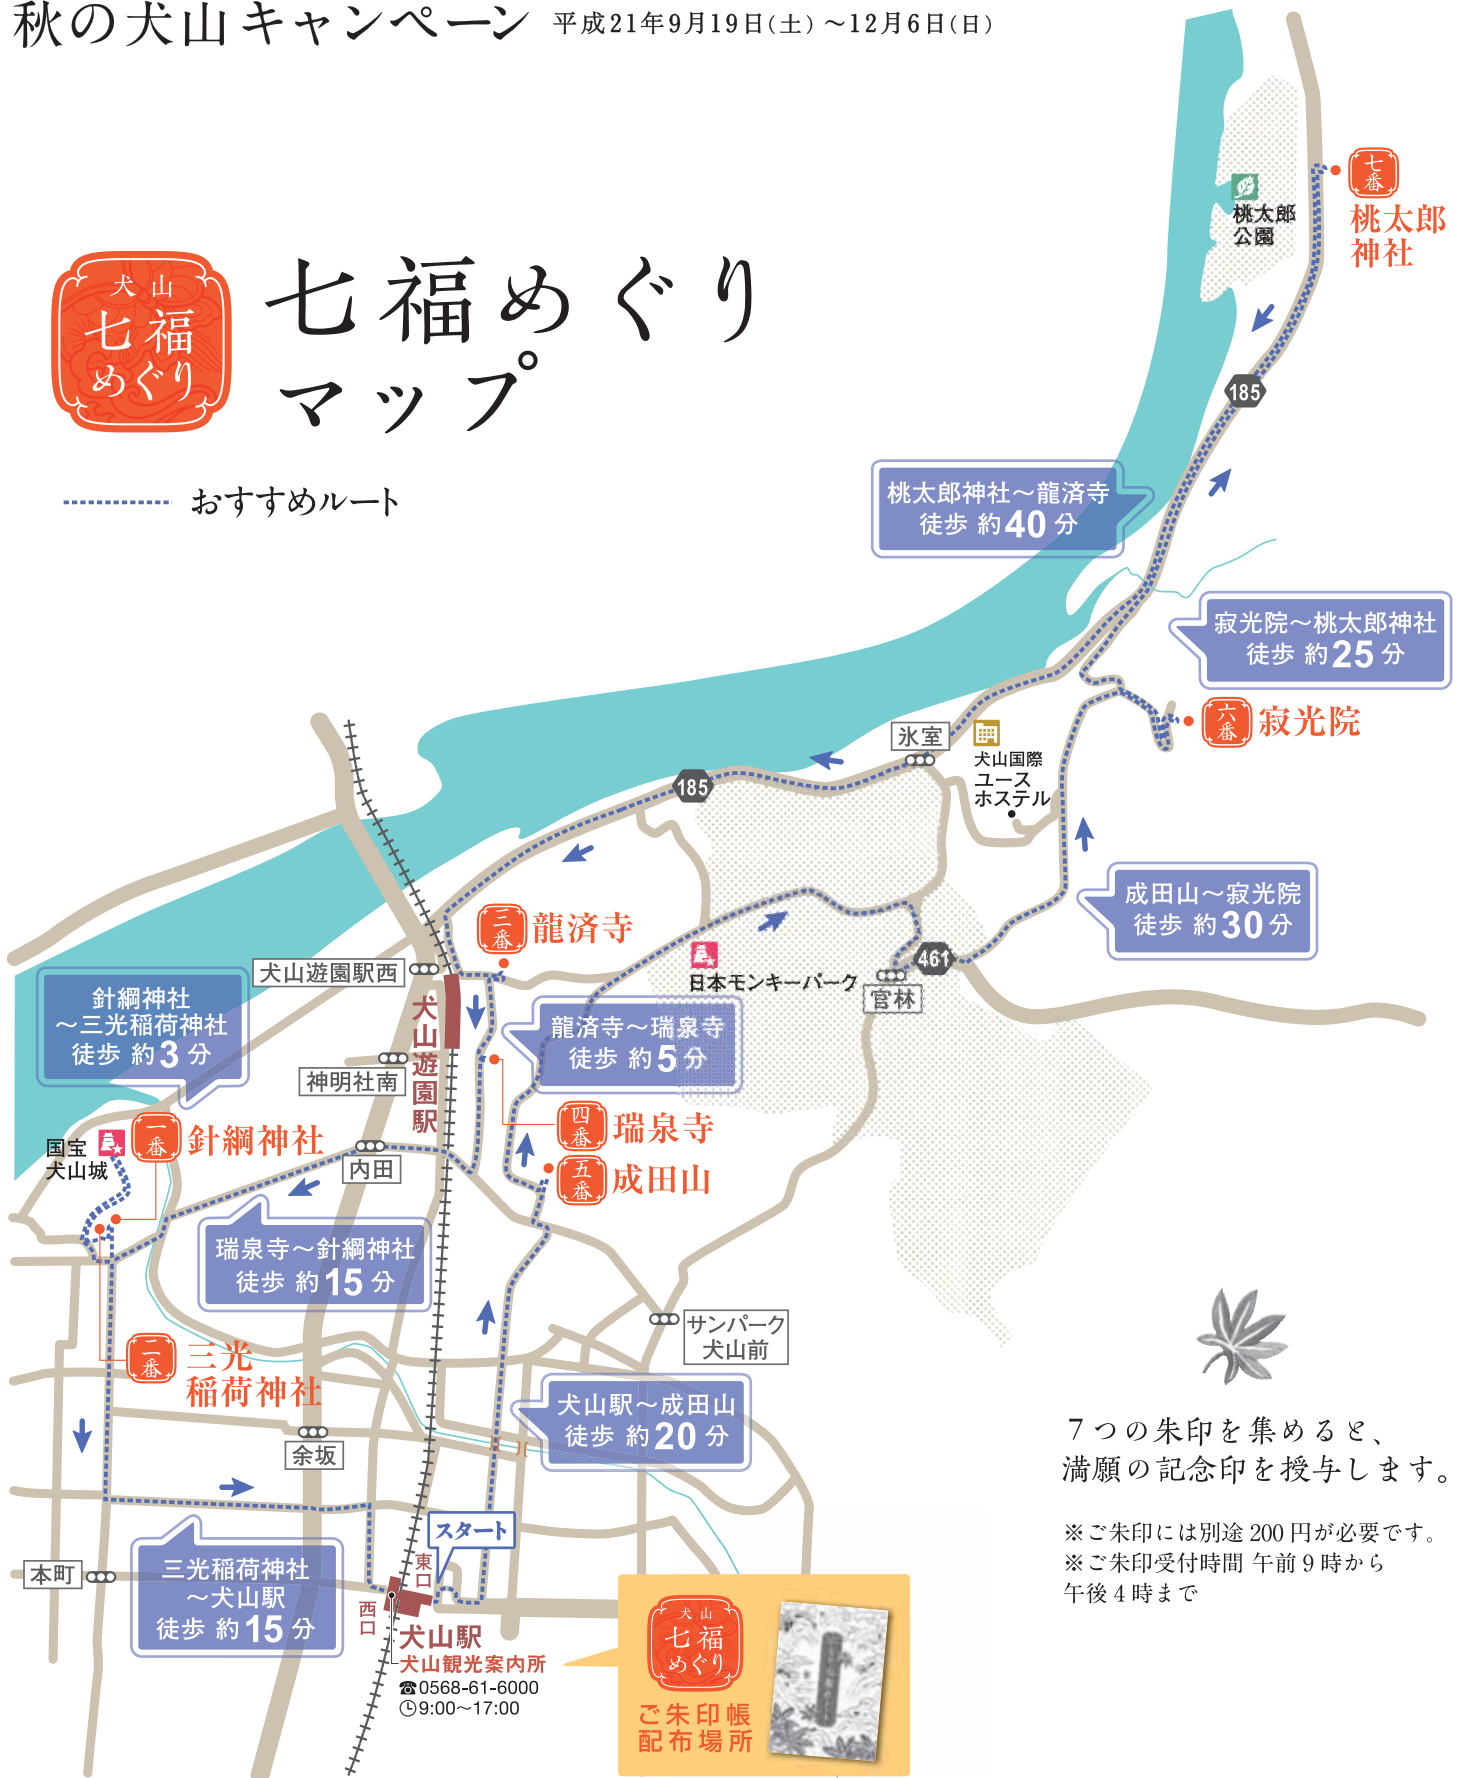 秋の犬山キャンペーン 平成21年9月19日(土)～12月6日(日)
犬山
七福
めぐり
七福めぐり
マップ
おすすめルート
七番
桃太郎
神社
桃太郎
公園
185
桃太郎神社～龍済寺
徒歩 約40分
寂光院～桃太郎神社
徒歩 約25分
六番
寂光院
氷室
犬山国際
ユース
ホステル
185
成田山～寂光院
徒歩 約30分
三番
龍済寺
461
日本モンキーパーク
官林
犬山遊園駅西
犬山遊園駅
針綱神社
～三光稲荷神社
徒歩 約3分
龍済寺～瑞泉寺
徒歩 約5分
神明社南
四番
瑞泉寺
五番
成田山
一番
針綱神社
国宝
犬山城
内田
瑞泉寺～針綱神社
徒歩 約15分
サンパーク
犬山前
二番
三光
稲荷神社
犬山駅～成田山
徒歩 約20分
余坂
7つの朱印を集めると、
満願の記念印を授与します。
※ご朱印には別途200円が必要です。
※ご朱印受付時間 午前9時から
午後4時まで
スタート
東口
西口
本町
三光稲荷神社
～犬山駅
徒歩 約15分
犬山駅
犬山観光案内所
☎0568-61-6000
9:00～17:00
犬山
七福
めぐり
ご朱印帳
配布場所